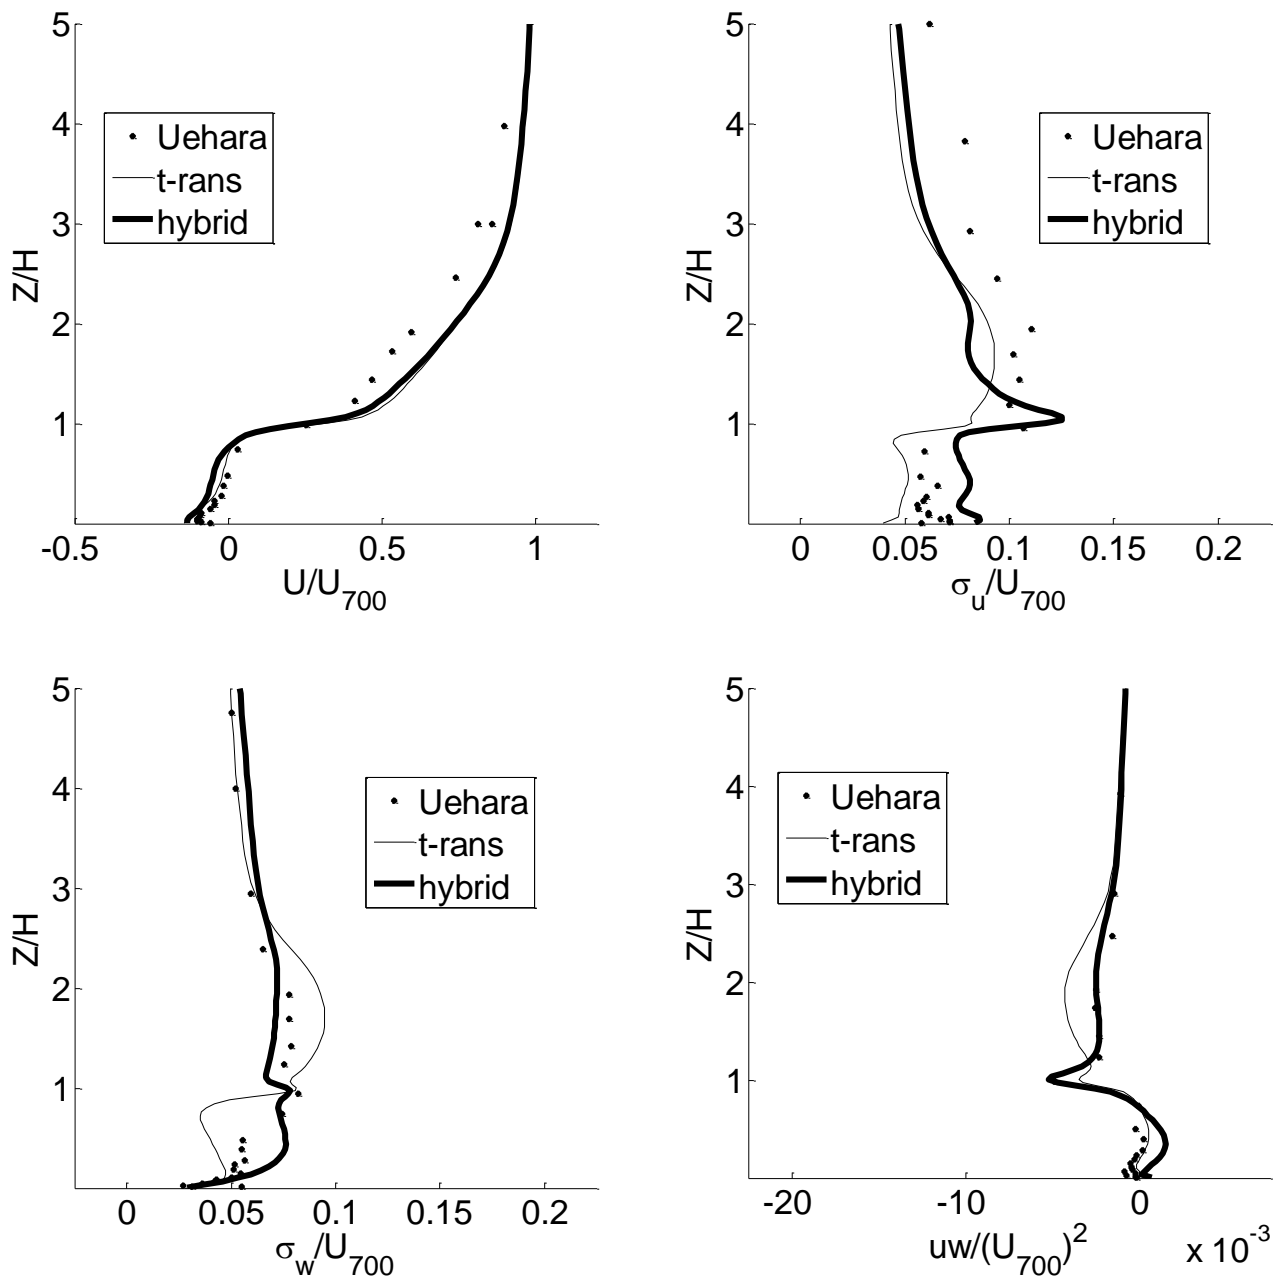 5
4
3
2
1
Z/H
Uehara
t-rans
hybrid
-0.5 0 0.5 1
U/U700
5
4
3
2
1
Z/H
Uehara
t-rans
hybrid
0 0.05 0.1 0.15 0.2
σu/U700
5
4
3
2
1
Z/H
Uehara
t-rans
hybrid
0 0.05 0.1 0.15 0.2
σw/U700
5
4
3
2
1
Z/H
Uehara
t-rans
hybrid
-20 -10 0
uw/(U700)² x 10⁻³